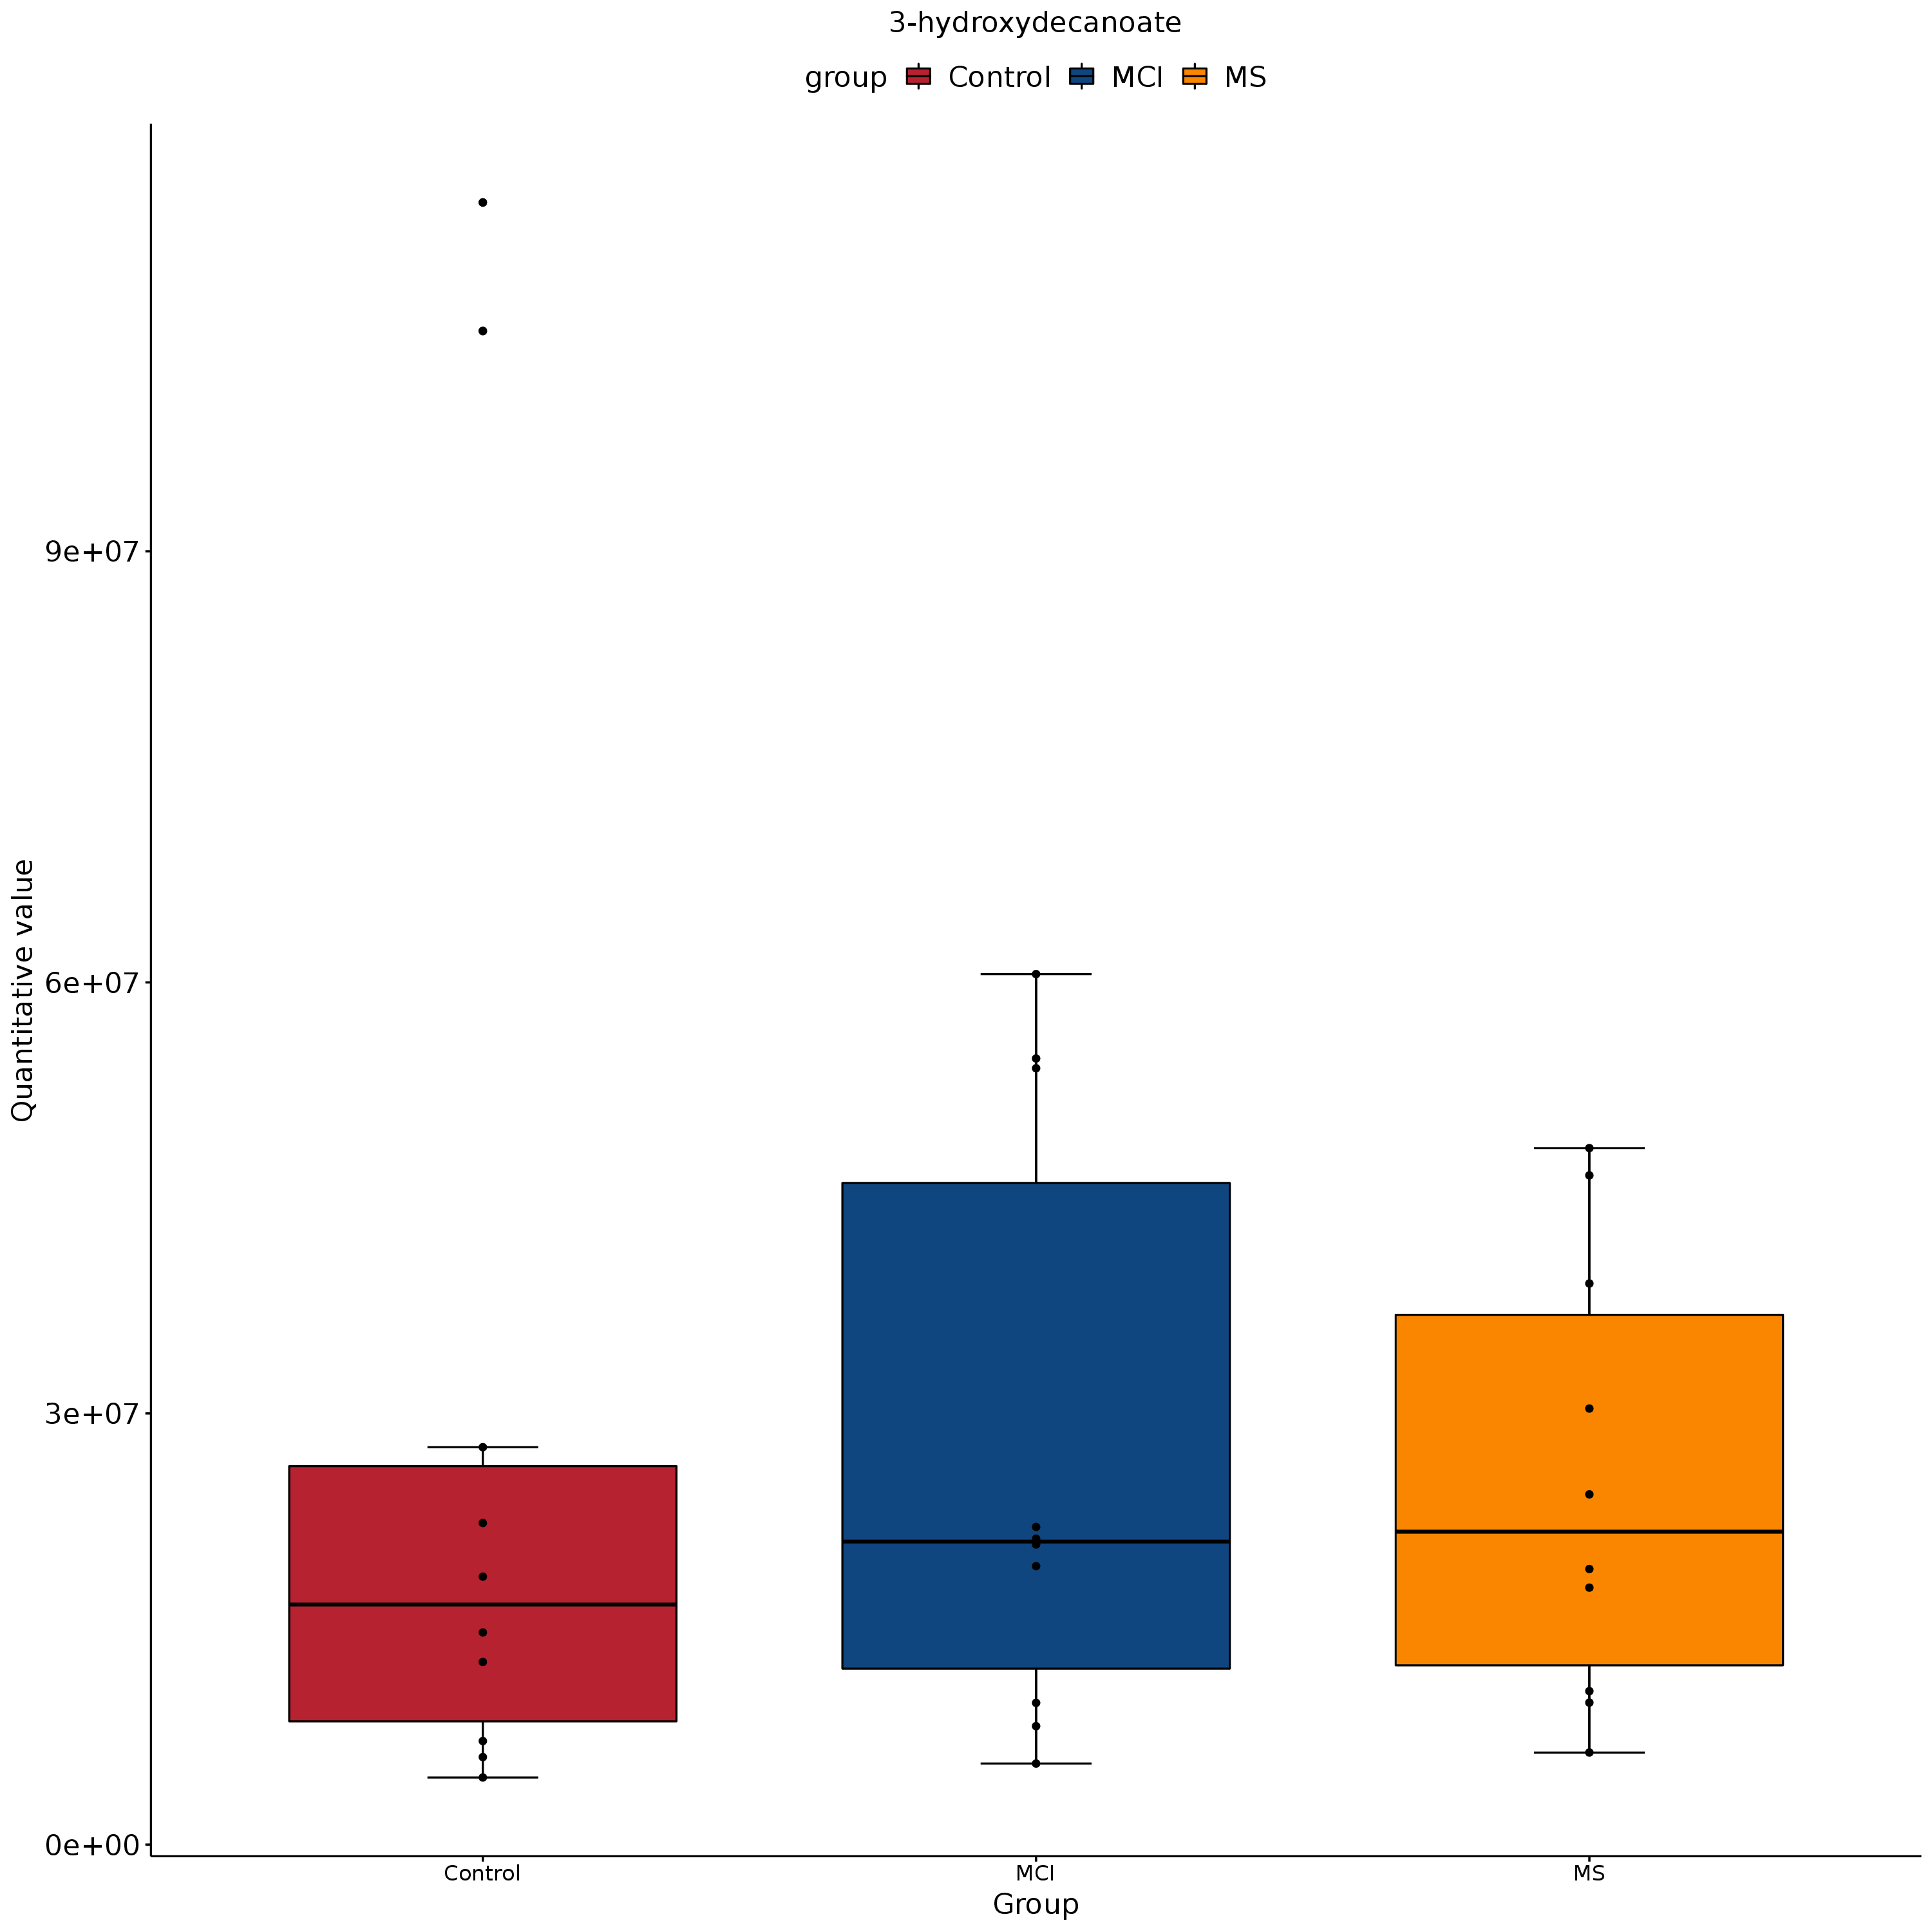 3-hydroxydecanoate
group Control MCI MS
Quantitative value
9e+07
6e+07
3e+07
0e+00
Control MCI MS
Group